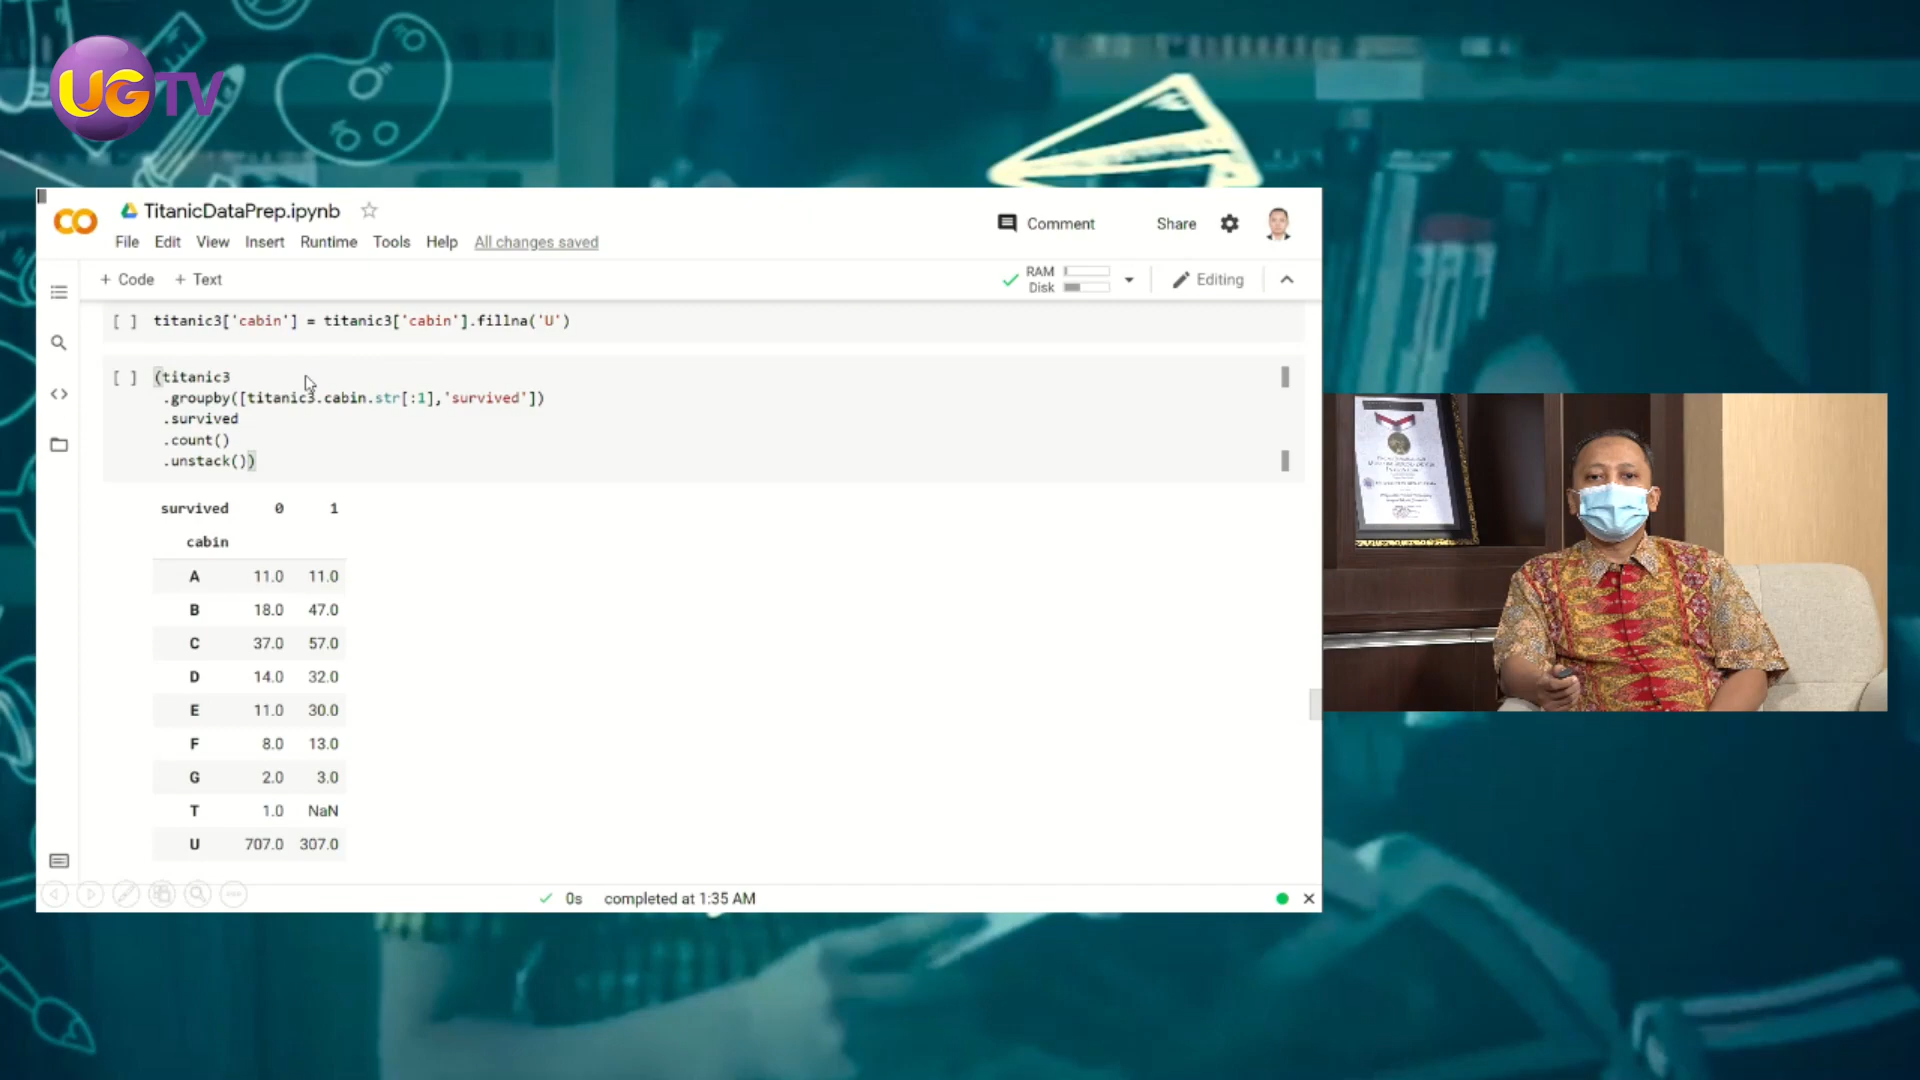 UGTV
TitanicDataPrep.ipynb
Comment
Share
File Edit View Insert Runtime Tools Help All changes saved
+ Code + Text
RAM
Disk
Editing
[ ] titanic3['cabin'] = titanic3['cabin'].fillna('U')
[ ] (titanic3
.groupby([titanic3.cabin.str[:1],'survived'])
.survived
.count()
.unstack())
survived 0 1
cabin
A 11.0 11.0
B 18.0 47.0
C 37.0 57.0
D 14.0 32.0
E 11.0 30.0
F 8.0 13.0
G 2.0 3.0
T 1.0 NaN
U 707.0 307.0
0s completed at 1:35 AM